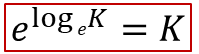 e^{log_e K} = K